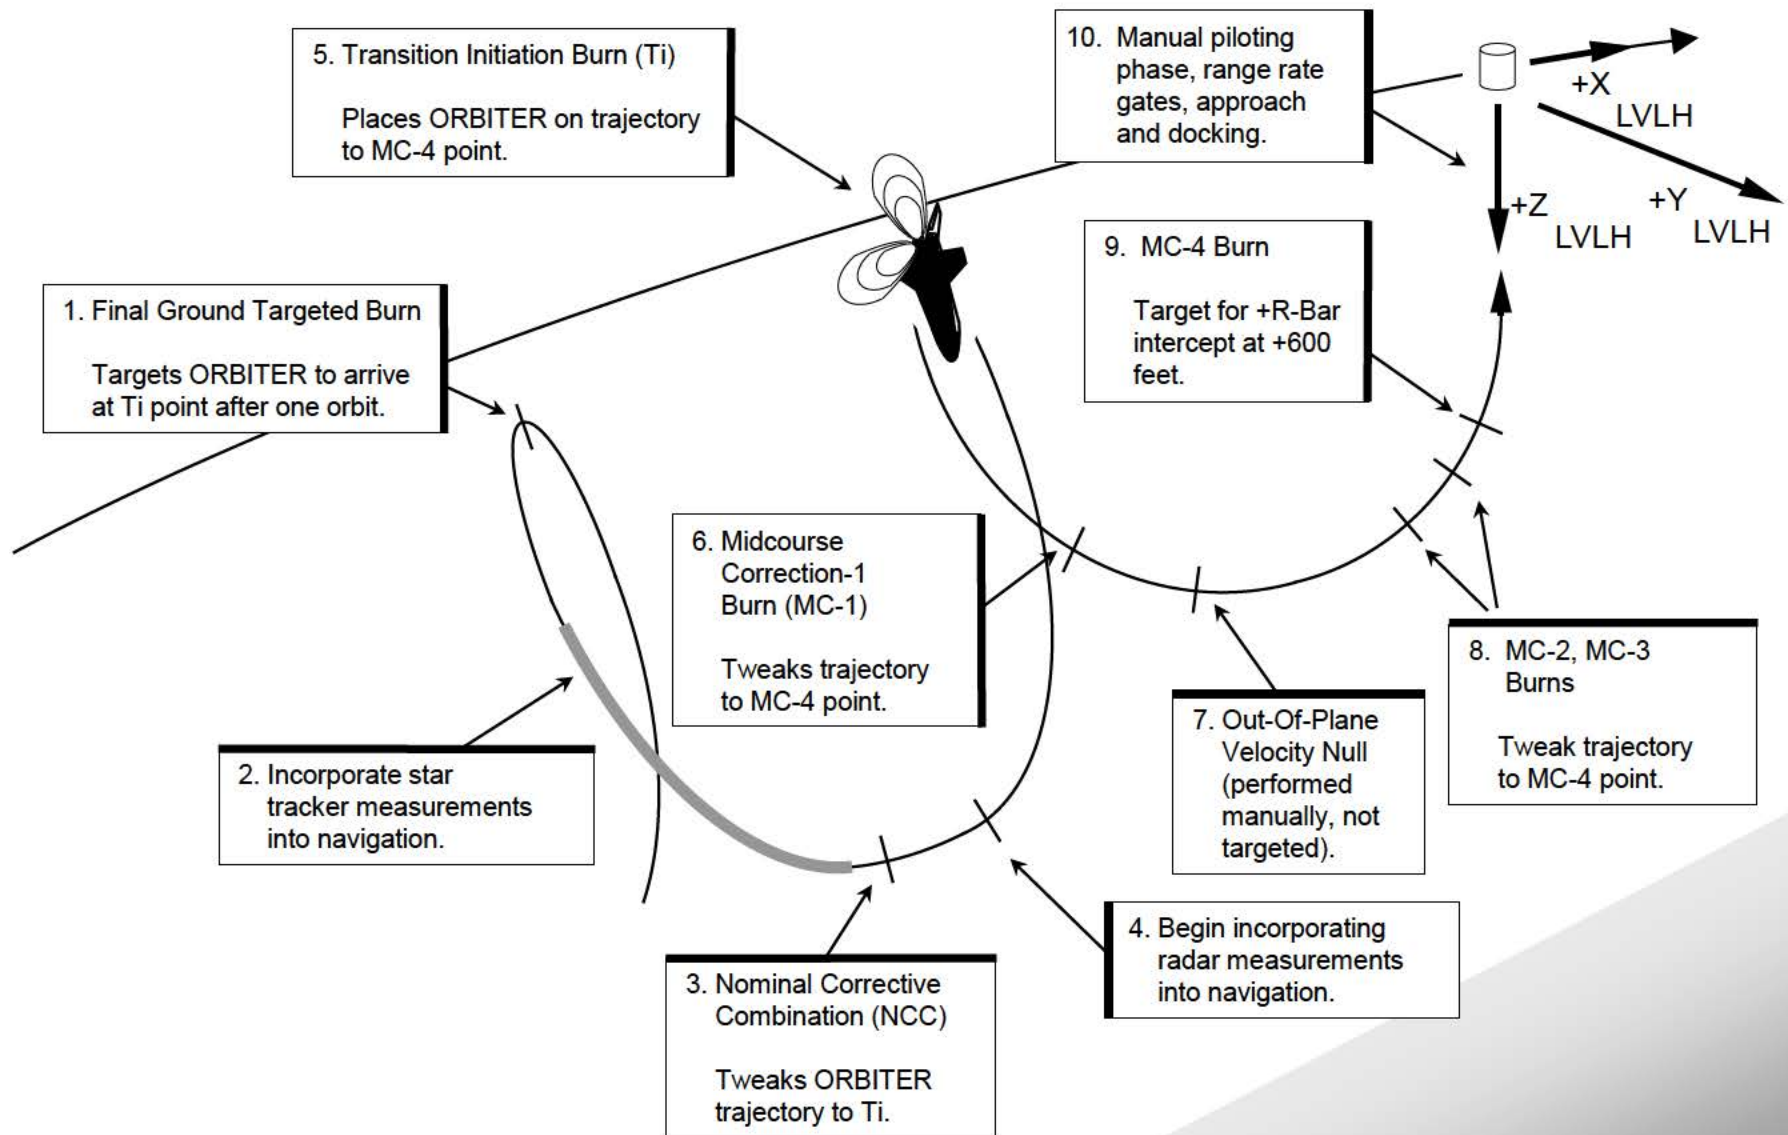 5. Transition Initiation Burn (Ti)
Places ORBITER on trajectory
to MC-4 point.
10. Manual piloting
phase, range rate
gates, approach
and docking.
+X
LVLH
+Z
LVLH
+Y
LVLH
1. Final Ground Targeted Burn
Targets ORBITER to arrive
at Ti point after one orbit.
9. MC-4 Burn
Target for +R-Bar
intercept at +600
feet.
6. Midcourse
Correction-1
Burn (MC-1)
Tweaks trajectory
to MC-4 point.
8. MC-2, MC-3
Burns
Tweak trajectory
to MC-4 point.
7. Out-Of-Plane
Velocity Null
(performed
manually, not
targeted).
2. Incorporate star
tracker measurements
into navigation.
4. Begin incorporating
radar measurements
into navigation.
3. Nominal Corrective
Combination (NCC)
Tweaks ORBITER
trajectory to Ti.